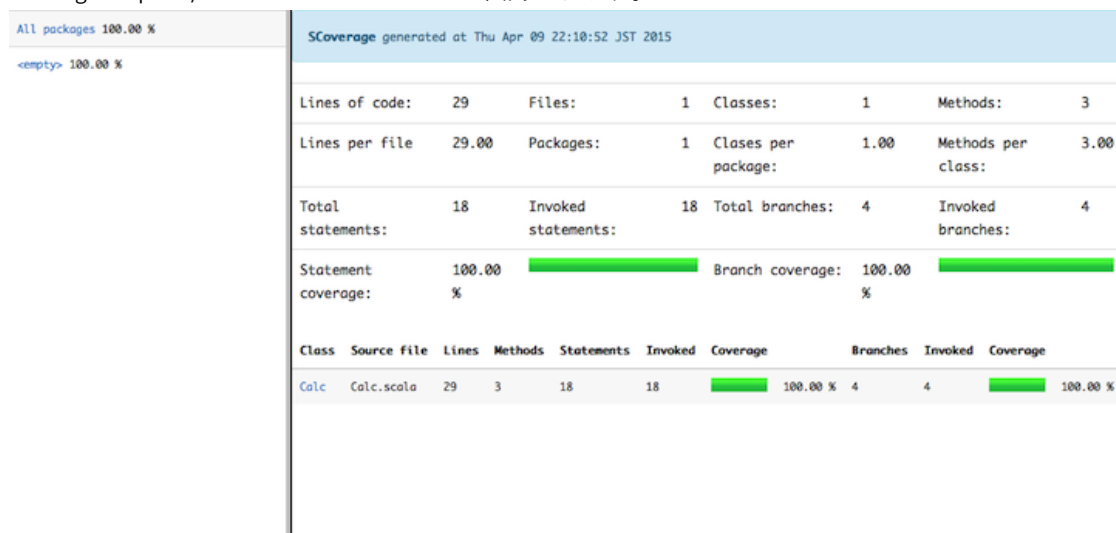 All packages 100.00 %
<empty> 100.00 %
SCoverage generated at Thu Apr 09 22:10:52 JST 2015
Lines of code: 29 Files: 1 Classes: 1 Methods: 3
Lines per file 29.00 Packages: 1 Clases per package: 1.00 Methods per class: 3.00
Total statements: 18 Invoked statements: 18 Total branches: 4 Invoked branches: 4
Statement coverage: 100.00 % Branch coverage: 100.00 %
Class Source file Lines Methods Statements Invoked Coverage Branches Invoked Coverage
Calc Calc.scala 29 3 18 18 100.00 % 4 4 100.00 %